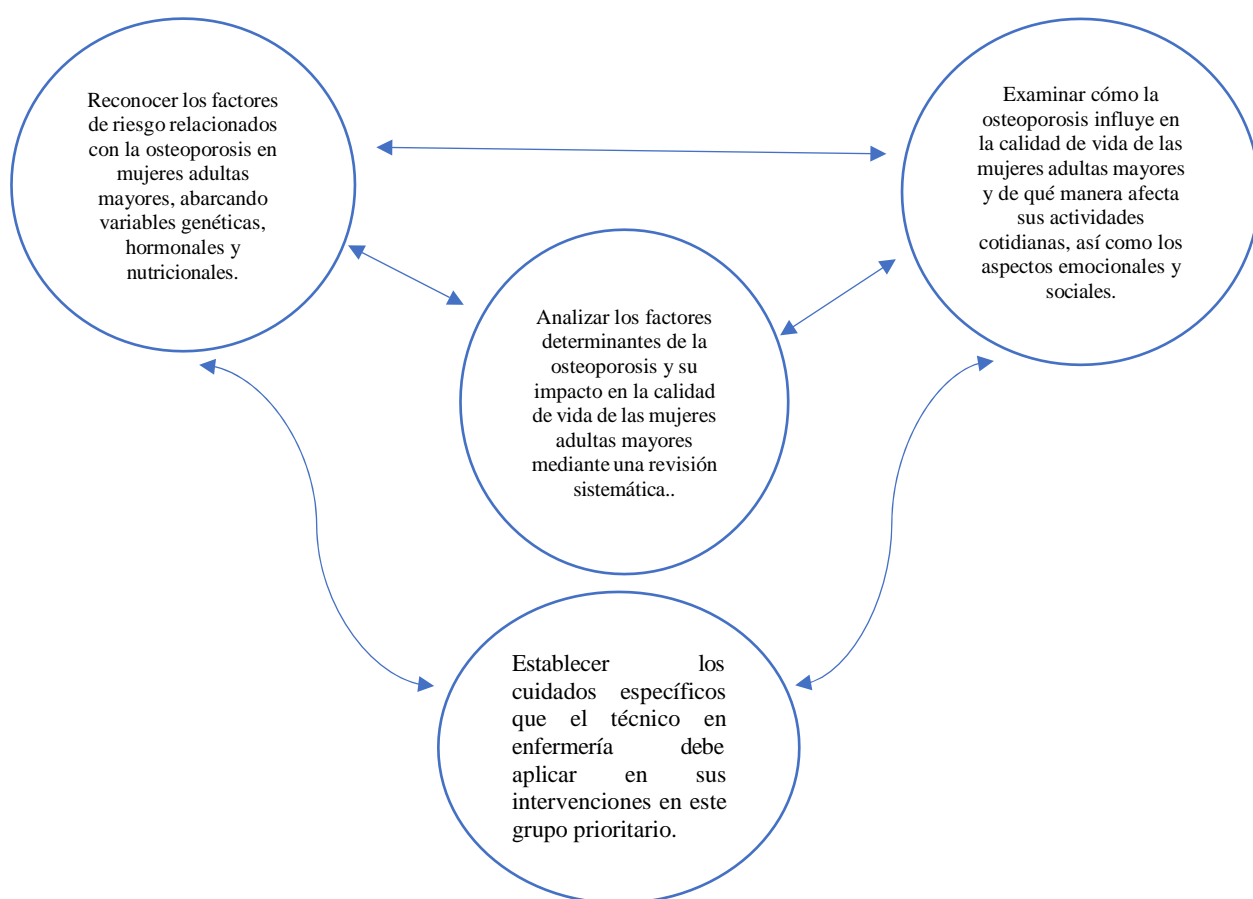 Reconocer los factores
de riesgo relacionados
con la osteoporosis en
mujeres adultas
mayores, abarcando
variables genéticas,
hormonales y
nutricionales.
Examinar cómo la
osteoporosis influye en
la calidad de vida de las
mujeres adultas mayores
y de qué manera afecta
sus actividades
cotidianas, así como los
aspectos emocionales y
sociales.
Analizar los factores
determinantes de la
osteoporosis y su
impacto en la calidad
de vida de las mujeres
adultas mayores
mediante una revisión
sistemática..
Establecer los
cuidados específicos
que el técnico en
enfermería debe
aplicar en sus
intervenciones en este
grupo prioritario.